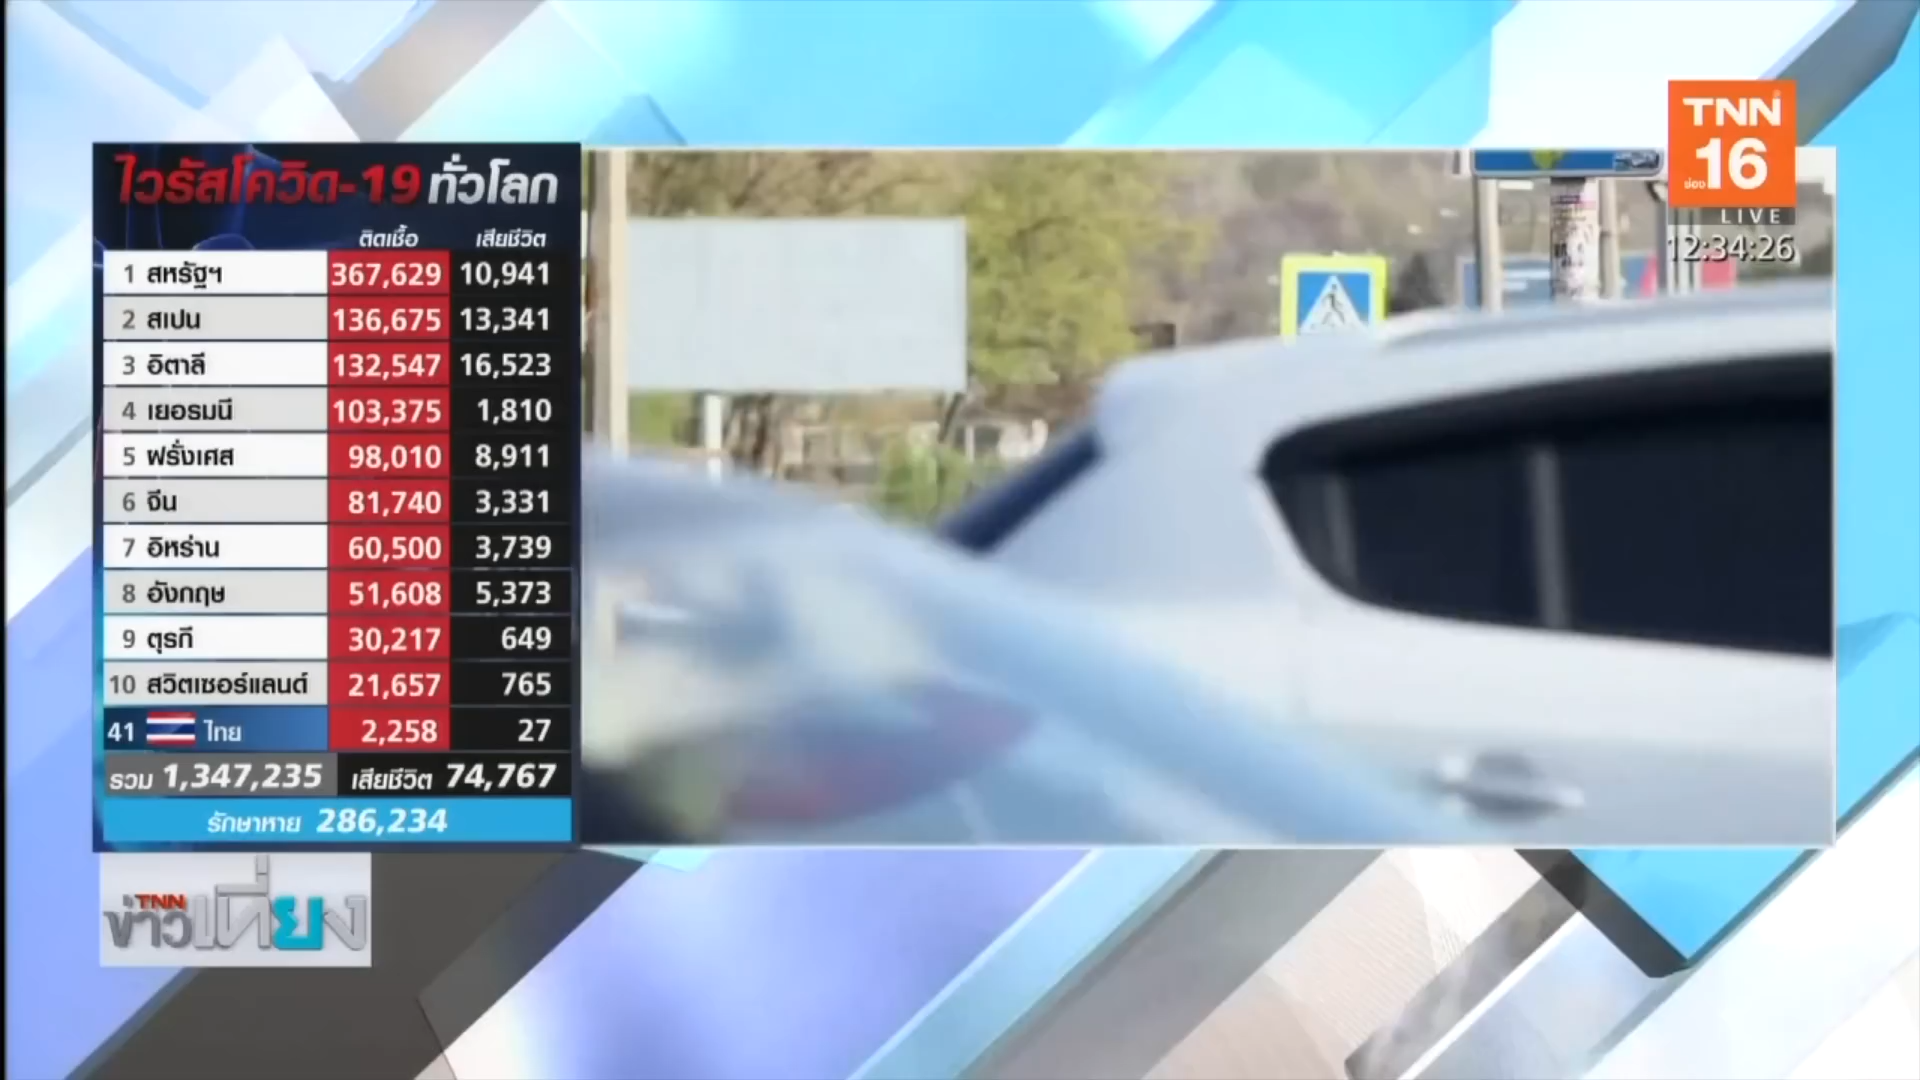 ไวรัสโควิด-19 ทั่วโลก
ติดเชื้อ เสียชีวิต
1 สหรัฐฯ 367,629 10,941
2 สเปน 136,675 13,341
3 อิตาลี 132,547 16,523
4 เยอรมนี 103,375 1,810
5 ฝรั่งเศส 98,010 8,911
6 จีน 81,740 3,331
7 อิหร่าน 60,500 3,739
8 อังกฤษ 51,608 5,373
9 ตุรกี 30,217 649
10 สวิตเซอร์แลนด์ 21,657 765
41 ไทย 2,258 27
รวม 1,347,235 เสียชีวิต 74,767
รักษาหาย 286,234
TNN
ข่าวเที่ยง
TNN
ช่อง 16
LIVE
12:34:26